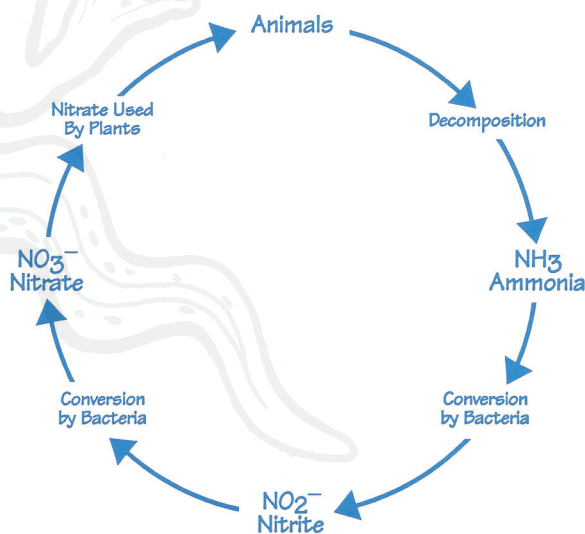 Animals
Decomposition
NH3
Ammonia
Conversion
by Bacteria
NO2–
Nitrite
Conversion
by Bacteria
NO3–
Nitrate
Nitrate Used
By Plants